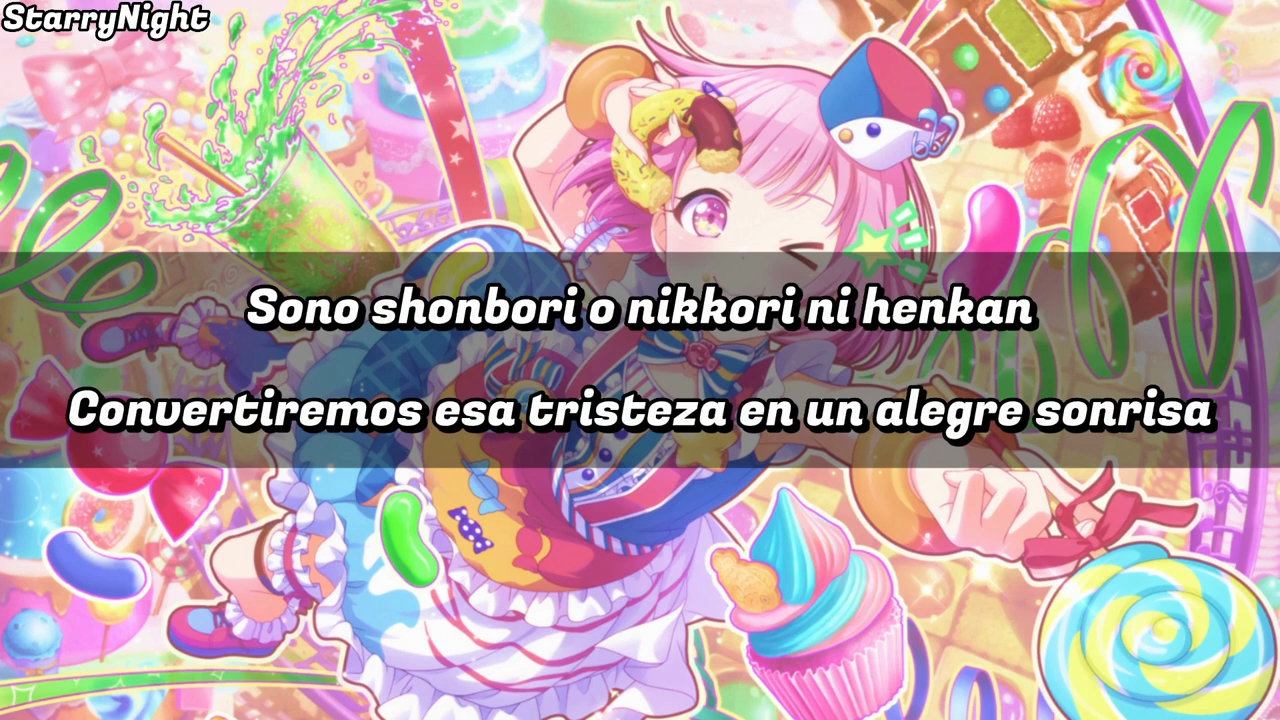 StarryNight
Sono shonbori o nikkori ni henkan
Convertiremos esa tristeza en un alegre sonrisa